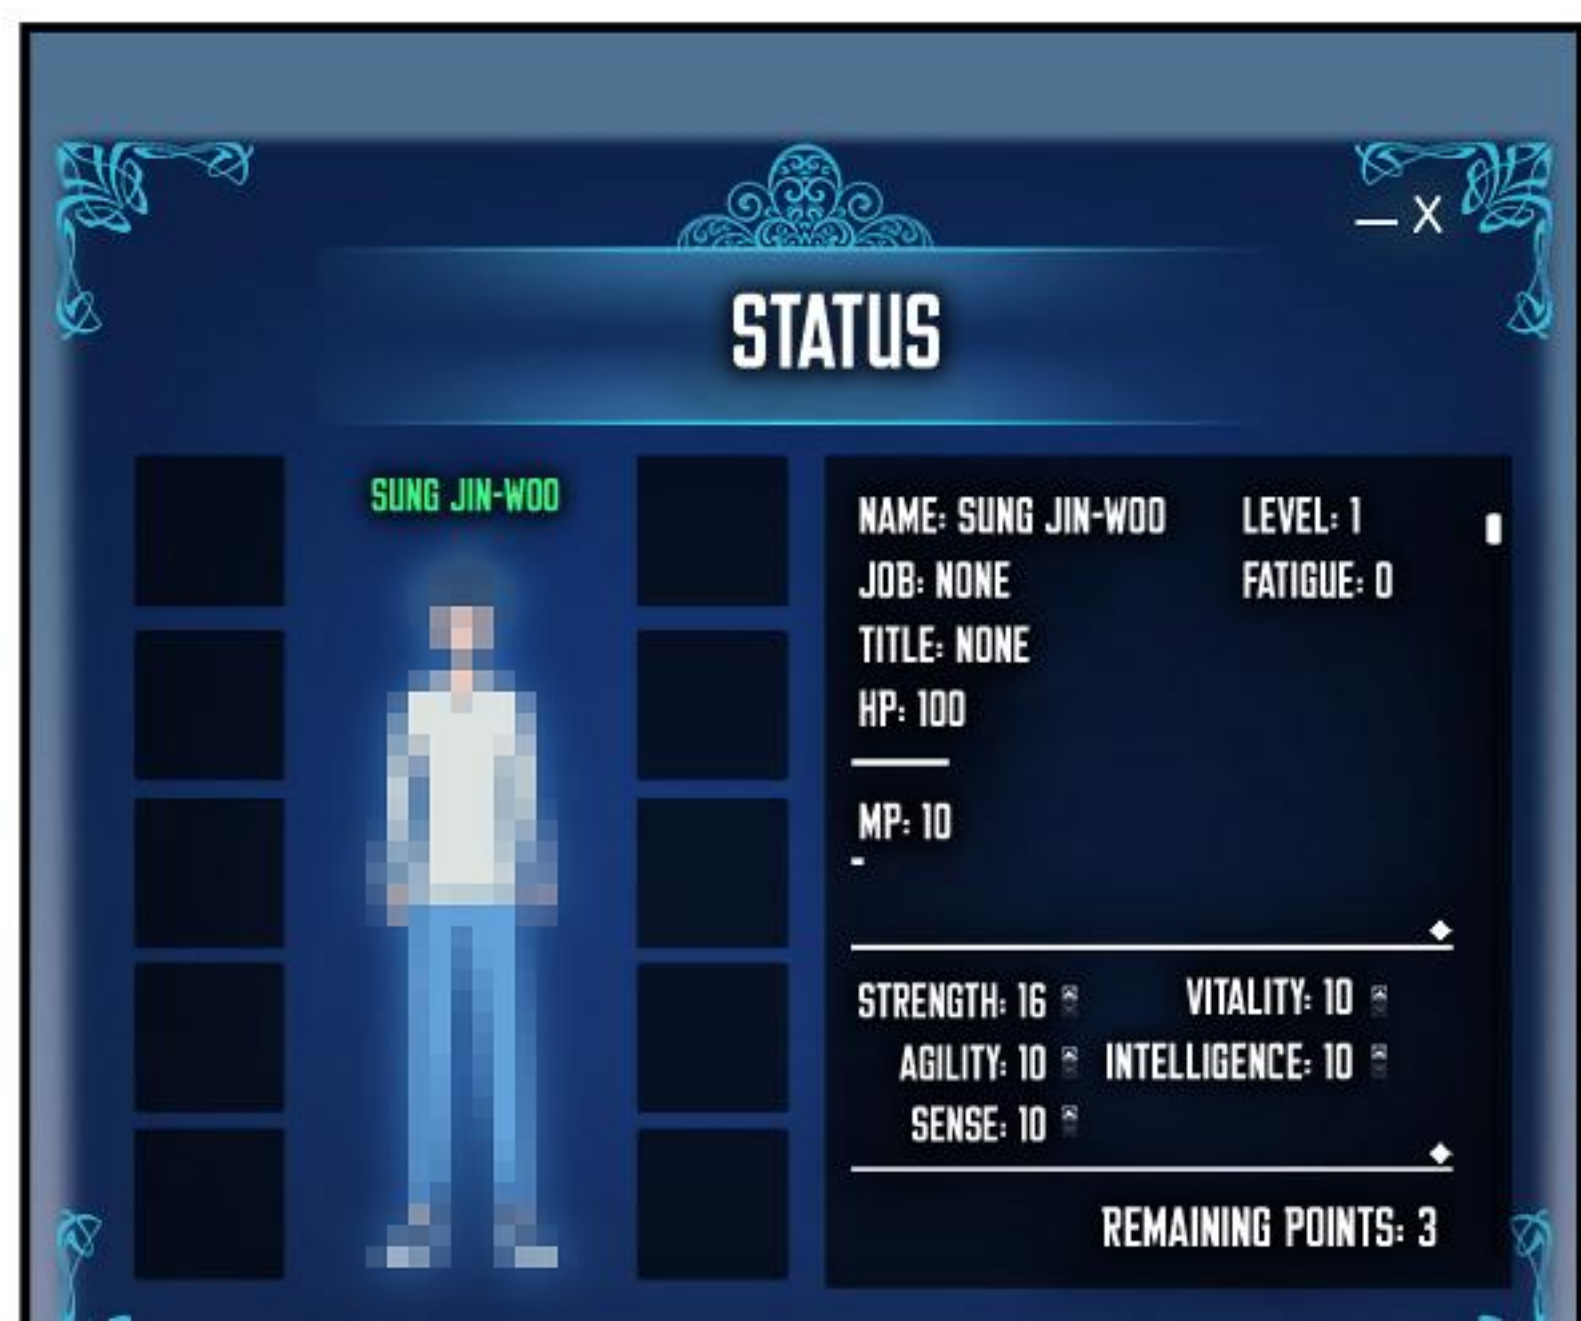 — X
STATUS
SUNG JIN-WOO
NAME: SUNG JIN-WOO LEVEL: 1
JOB: NONE FATIGUE: 0
TITLE: NONE
HP: 100
MP: 10
STRENGTH: 16 VITALITY: 10
AGILITY: 10 INTELLIGENCE: 10
SENSE: 10
REMAINING POINTS: 3